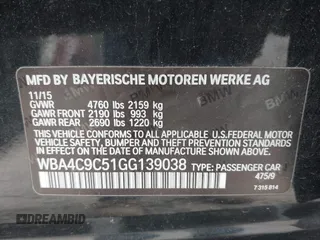 MFD BY BAYERISCHE MOTOREN WERKE AG
11/15
GVWR 4760 lbs 2159 kg
GAWR FRONT 2190 lbs 993 kg
GAWR REAR 2690 lbs 1220 kg
THIS VEHICLE CONFORMS TO ALL APPLICABLE
FEDERAL MOTOR VEHICLE SAFETY,
BUMPER AND THEFT PREVENTION STANDARDS IN EFFECT
ON THE DATE OF MANUFACTURE SHOWN ABOVE.
WBA4C9C51GG139038 TYPE: PASSENGER CAR
475/9
7 315 814
DREAMBID